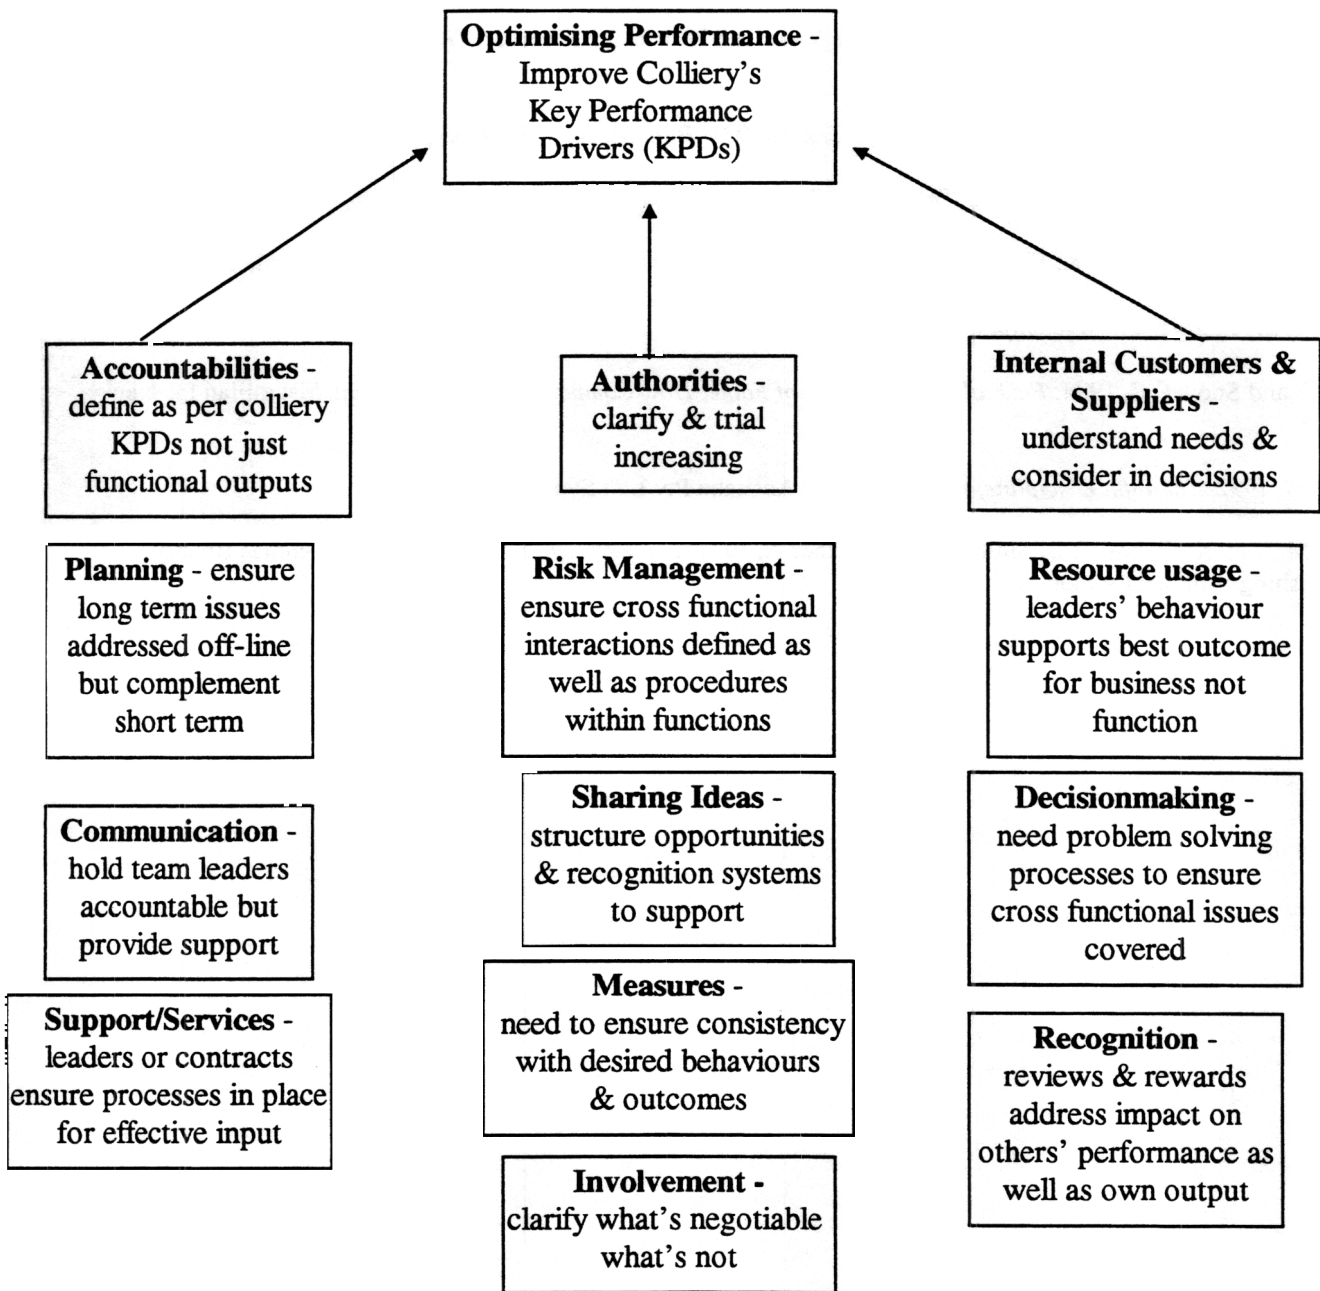 Optimising Performance -
Improve Colliery's
Key Performance
Drivers (KPDs)
Accountabilities -
define as per colliery
KPDs not just
functional outputs
Authorities -
clarify & trial
increasing
Internal Customers &
Suppliers -
understand needs &
consider in decisions
Planning - ensure
long term issues
addressed off-line
but complement
short term
Risk Management -
ensure cross functional
interactions defined as
well as procedures
within functions
Resource usage -
leaders' behaviour
supports best outcome
for business not
function
Communication -
hold team leaders
accountable but
provide support
Sharing Ideas -
structure opportunities
& recognition systems
to support
Decisionmaking -
need problem solving
processes to ensure
cross functional issues
covered
Support/Services -
leaders or contracts
ensure processes in place
for effective input
Measures -
need to ensure consistency
with desired behaviours
& outcomes
Recognition -
reviews & rewards
address impact on
others' performance as
well as own output
Involvement -
clarify what's negotiable
what's not